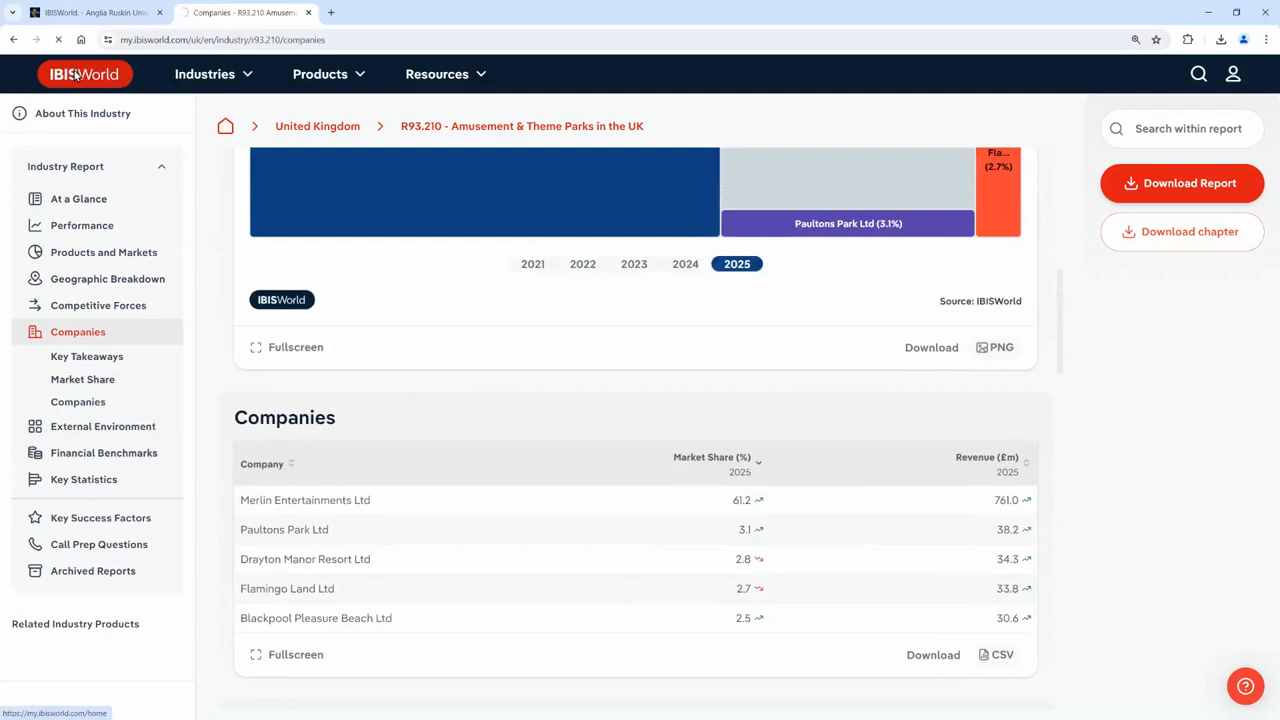 IBISWorld. - Anglia Ruskin Univ
Companies - R93.210 Amusem
my.ibisworld.com/uk/en/industry/r93.210/companies
IBISWorld
Industries
Products
Resources
About This Industry
United Kingdom
R93.210 - Amusement & Theme Parks in the UK
Search within report
Industry Report
Download Report
Download chapter
At a Glance
Performance
Products and Markets
Geographic Breakdown
Competitive Forces
Companies
Key Takeaways
Market Share
Companies
External Environment
Financial Benchmarks
Key Statistics
Key Success Factors
Call Prep Questions
Archived Reports
Related Industry Products
Fla...
(2.7%)
Paultons Park Ltd (3.1%)
2021 2022 2023 2024 2025
IBISWorld
Source: IBISWorld
Fullscreen
Download PNG
Companies
Company Market Share (%) Revenue (£m)
2025 2025
Merlin Entertainments Ltd 61.2 761.0
Paultons Park Ltd 3.1 38.2
Drayton Manor Resort Ltd 2.8 34.3
Flamingo Land Ltd 2.7 33.8
Blackpool Pleasure Beach Ltd 2.5 30.6
Fullscreen
Download CSV
https://my.ibisworld.com/home